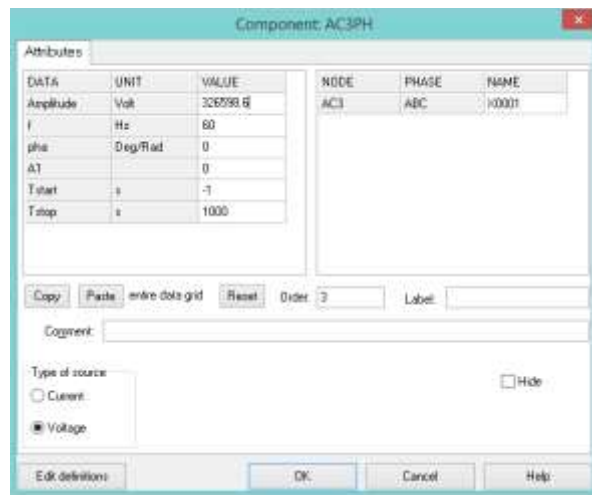 Component: AC3PH
Attributes
DATA UNIT VALUE
Amplitude Volt 326598.6
f Hz 60
pha Deg/Rad 0
A1 0
Tstart s -1
Tstop s 1000
NODE PHASE NAME
AC3 ABC X0001
Copy Paste entire data grid Reset Order: 3 Label:
Comment:
Type of source
Current
Voltage
Hide
Edit definitions OK Cancel Help